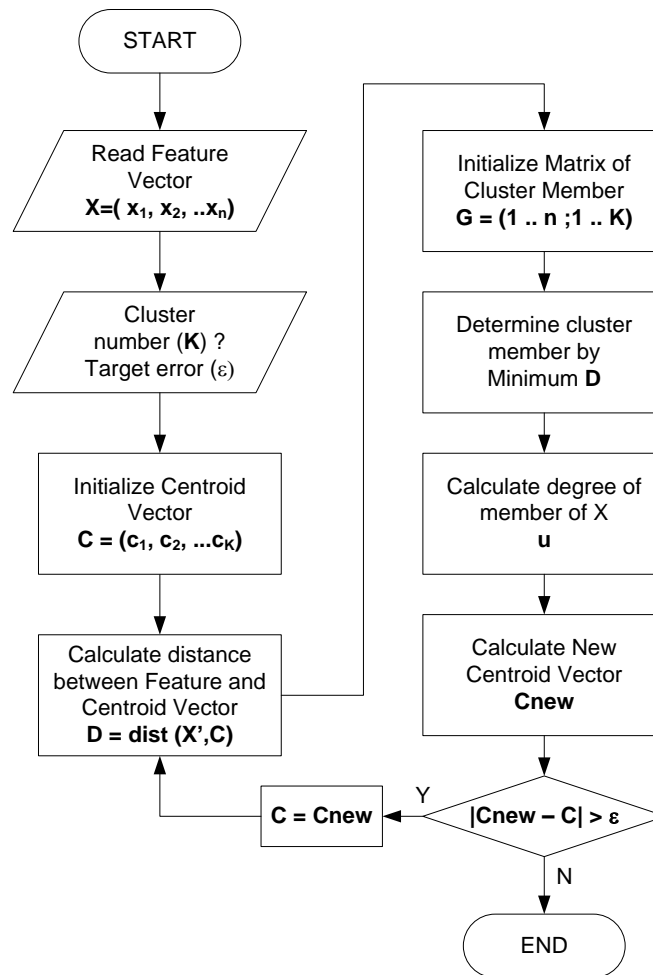 START
Read Feature
Vector
X=( x₁, x₂, ..xₙ)
Cluster
number (K) ?
Target error (ε)
Initialize Centroid
Vector
C = (c₁, c₂, ...cK)
Calculate distance
between Feature and
Centroid Vector
D = dist (X’,C)
Initialize Matrix of
Cluster Member
G = (1 .. n ;1 .. K)
Determine cluster
member by
Minimum D
Calculate degree of
member of X
u
Calculate New
Centroid Vector
Cnew
|Cnew – C| > ε
Y
C = Cnew
N
END